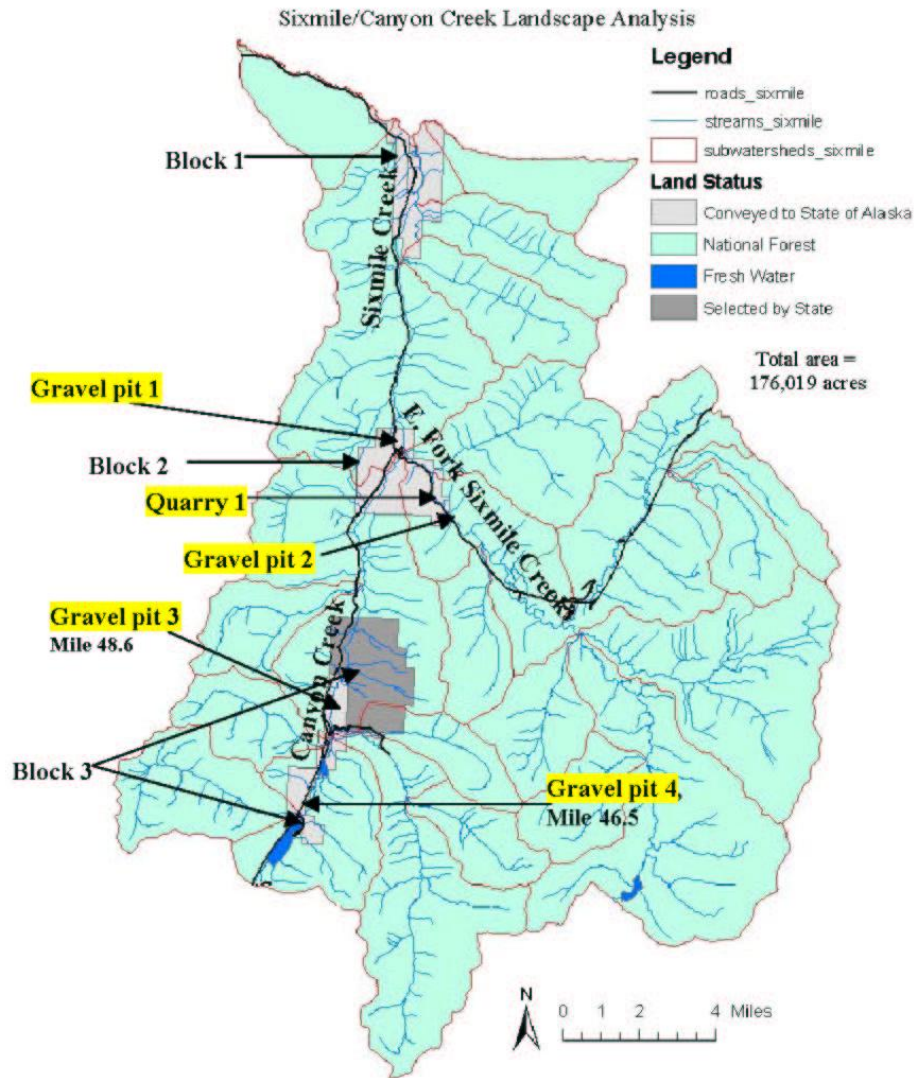 Sixmile/Canyon Creek Landscape Analysis
Legend
roads_sixmile
streams_sixmile
subwatersheds_sixmile
Land Status
Conveyed to State of Alaska
National Forest
Fresh Water
Selected by State
Total area =
176,019 acres
Block 1
Sixmile Creek
Gravel pit 1
Block 2
E. Fork Sixmile Creek
Quarry 1
Gravel pit 2
Gravel pit 3
Mile 48.6
Canyon Creek
Block 3
Gravel pit 4,
Mile 46.5
N
0 1 2 4 Miles